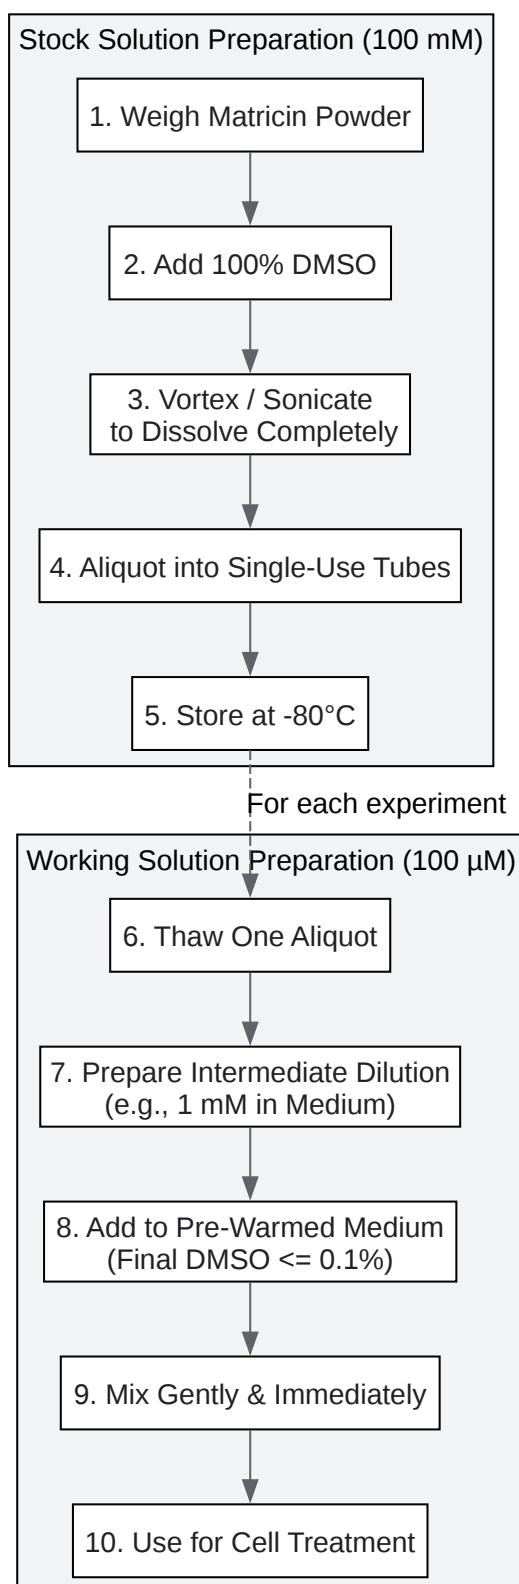 Stock Solution Preparation (100 mM)
1. Weigh Matricin Powder
2. Add 100% DMSO
3. Vortex / Sonicate
to Dissolve Completely
4. Aliquot into Single-Use Tubes
5. Store at -80°C
For each experiment
Working Solution Preparation (100 µM)
6. Thaw One Aliquot
7. Prepare Intermediate Dilution
(e.g., 1 mM in Medium)
8. Add to Pre-Warmed Medium
(Final DMSO <= 0.1%)
9. Mix Gently & Immediately
10. Use for Cell Treatment